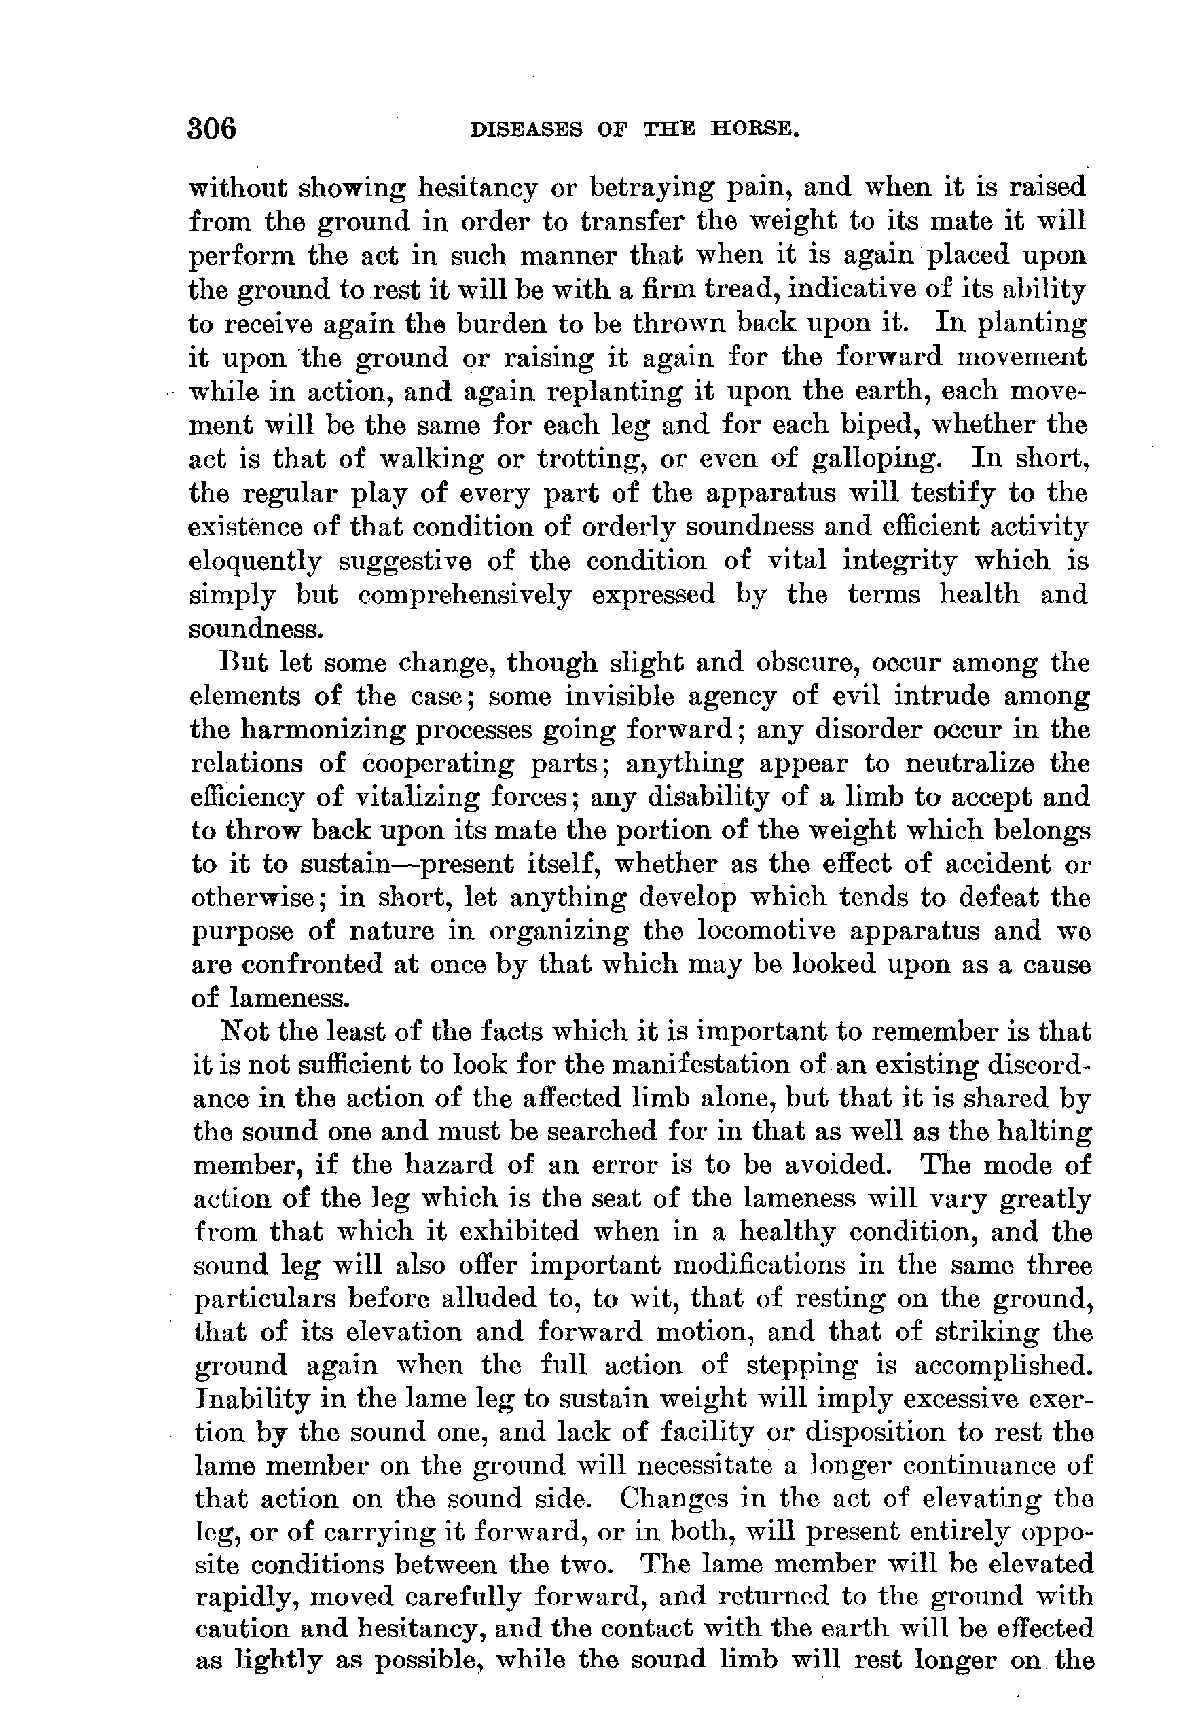 306 DISEASES OF THE HORSE.
without showing hesitancy or betraying pain, and when it is raised
from the ground in order to transfer the weight to its mate it will
perform the act in such manner that when it is again placed upon
the ground to rest it will be with a firm tread, indicative of its ability
to receive again the burden to be thrown back upon it. In planting
it upon the ground or raising it again for the forward movement
while in action, and again replanting it upon the earth, each move-
ment will be the same for each leg and for each biped, whether the
act is that of walking or trotting, or even of galloping. In short,
the regular play of every part of the apparatus will testify to the
existence of that condition of orderly soundness and efficient activity
eloquently suggestive of the condition of vital integrity which is
simply but comprehensively expressed by the terms health and
soundness.
But let some change, though slight and obscure, occur among the
elements of the case; some invisible agency of evil intrude among
the harmonizing processes going forward; any disorder occur in the
relations of cooperating parts; anything appear to neutralize the
efficiency of vitalizing forces; any disability of a limb to accept and
to throw back upon its mate the portion of the weight which belongs
to it to sustain—present itself, whether as the effect of accident or
otherwise; in short, let anything develop which tends to defeat the
purpose of nature in organizing the locomotive apparatus and we
are confronted at once by that which may be looked upon as a cause
of lameness.
Not the least of the facts which it is important to remember is that
it is not sufficient to look for the manifestation of an existing discord-
ance in the action of the affected limb alone, but that it is shared by
the sound one and must be searched for in that as well as the halting
member, if the hazard of an error is to be avoided. The mode of
action of the leg which is the seat of the lameness will vary greatly
from that which it exhibited when in a healthy condition, and the
sound leg will also offer important modifications in the same three
particulars before alluded to, to wit, that of resting on the ground,
that of its elevation and forward motion, and that of striking the
ground again when the full action of stepping is accomplished.
Inability in the lame leg to sustain weight will imply excessive exer-
tion by the sound one, and lack of facility or disposition to rest the
lame member on the ground will necessitate a longer continuance of
that action on the sound side. Changes in the act of elevating the
leg, or of carrying it forward, or in both, will present entirely oppo-
site conditions between the two. The lame member will be elevated
rapidly, moved carefully forward, and returned to the ground with
caution and hesitancy, and the contact with the earth will be effected
as lightly as possible, while the sound limb will rest longer on the